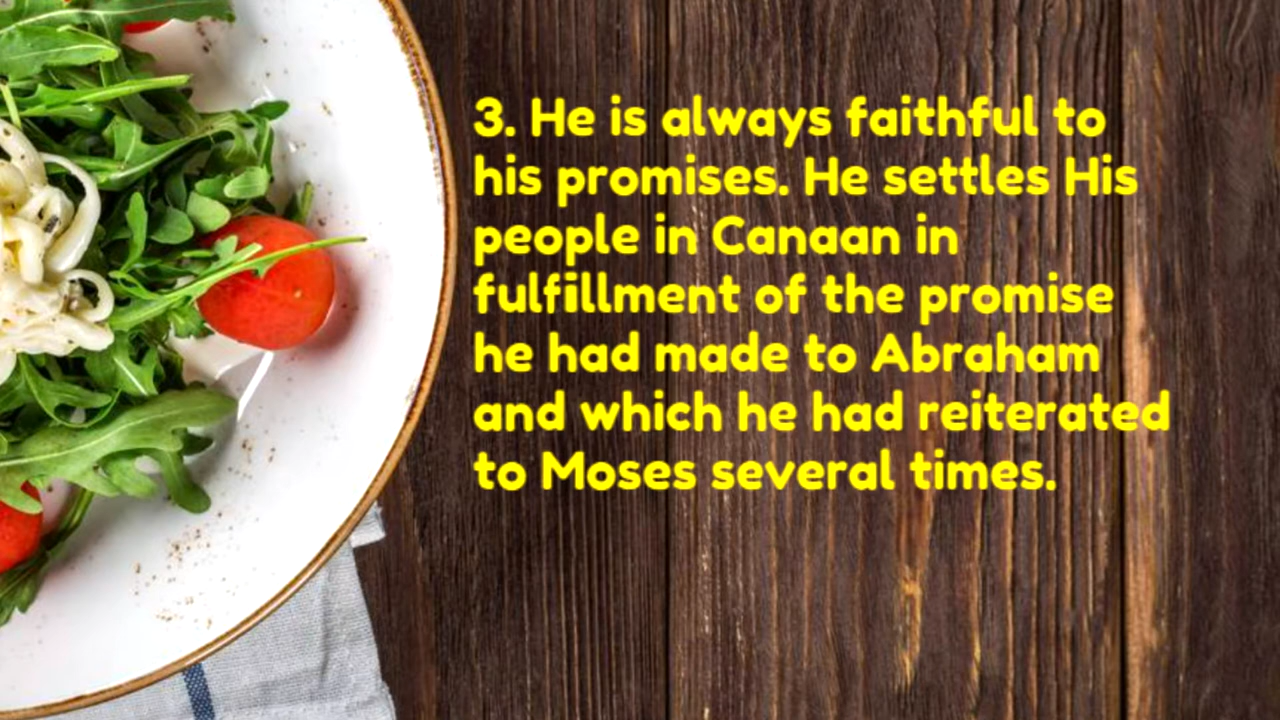 3. He is always faithful to
his promises. He settles His
people in Canaan in
fulfillment of the promise
he had made to Abraham
and which he had reiterated
to Moses several times.